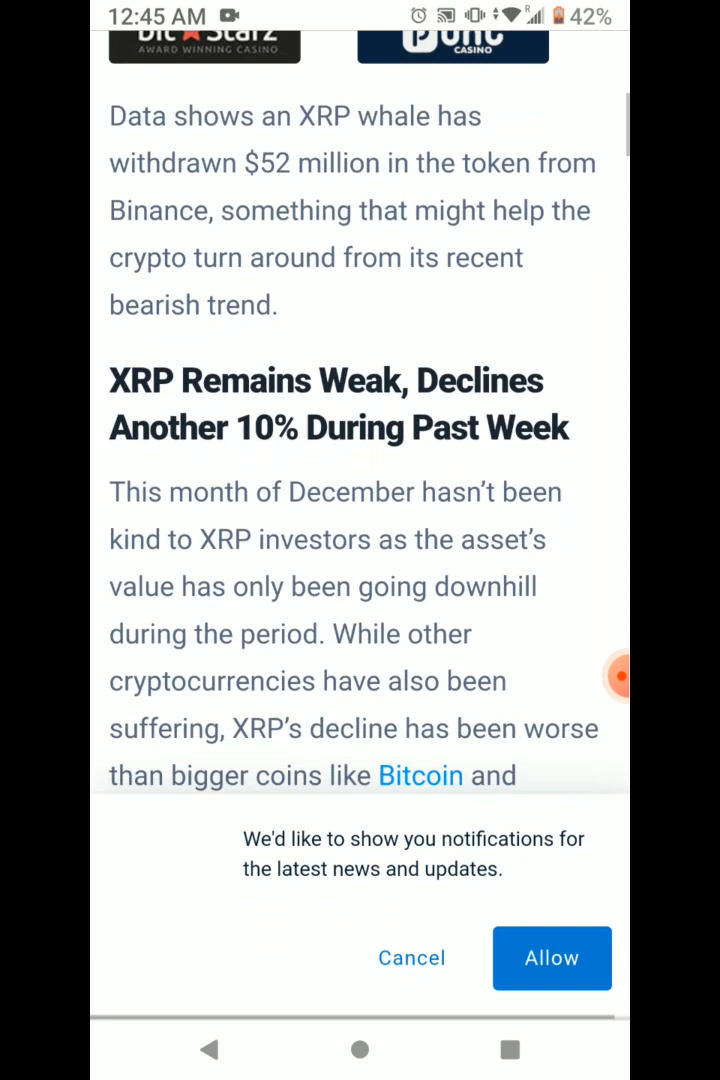 12:45 AM R 42%
AWARD WINNING CASINO
CASINO
Data shows an XRP whale has
withdrawn $52 million in the token from
Binance, something that might help the
crypto turn around from its recent
bearish trend.
XRP Remains Weak, Declines
Another 10% During Past Week
This month of December hasn’t been
kind to XRP investors as the asset’s
value has only been going downhill
during the period. While other
cryptocurrencies have also been
suffering, XRP’s decline has been worse
than bigger coins like Bitcoin and
We'd like to show you notifications for
the latest news and updates.
Cancel
Allow